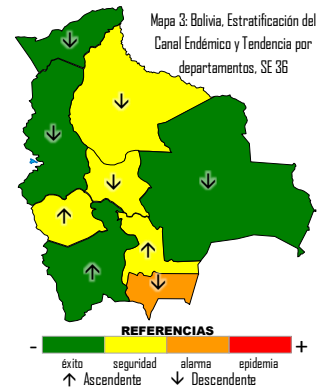 Mapa 3: Bolivia, Estratificación del
Canal Endémico y Tendencia por
departamentos, SE 36
REFERENCIAS
- +
éxito seguridad alarma epidemia
↑ Ascendente ↓ Descendente